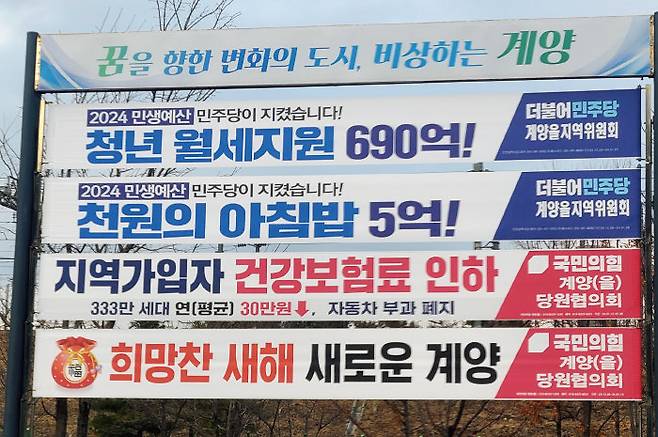 꿈을 향한 변화의 도시, 비상하는 계양
2024 민생예산 민주당이 지켰습니다!
청년 월세지원 690억!
더불어민주당
계양을지역위원회
2024 민생예산 민주당이 지켰습니다!
천원의 아침밥 5억!
더불어민주당
계양을지역위원회
지역가입자 건강보험료 인하
333만 세대 연(평균) 30만원⬇, 자동차 부과 폐지
국민의힘
계양(을)
당원협의회
福
희망찬 새해 새로운 계양
국민의힘
계양(을)
당원협의회